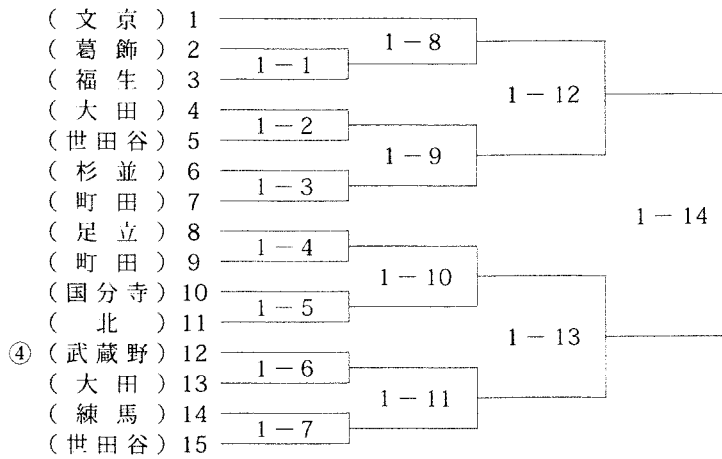 (文京) 1
(葛飾) 2
(福生) 3
(大田) 4
(世田谷) 5
(杉並) 6
(町田) 7
(足立) 8
(町田) 9
(国分寺) 10
(北) 11
④ (武蔵野) 12
(大田) 13
(練馬) 14
(世田谷) 15
1-1
1-2
1-3
1-4
1-5
1-6
1-7
1-8
1-9
1-10
1-11
1-12
1-13
1-14